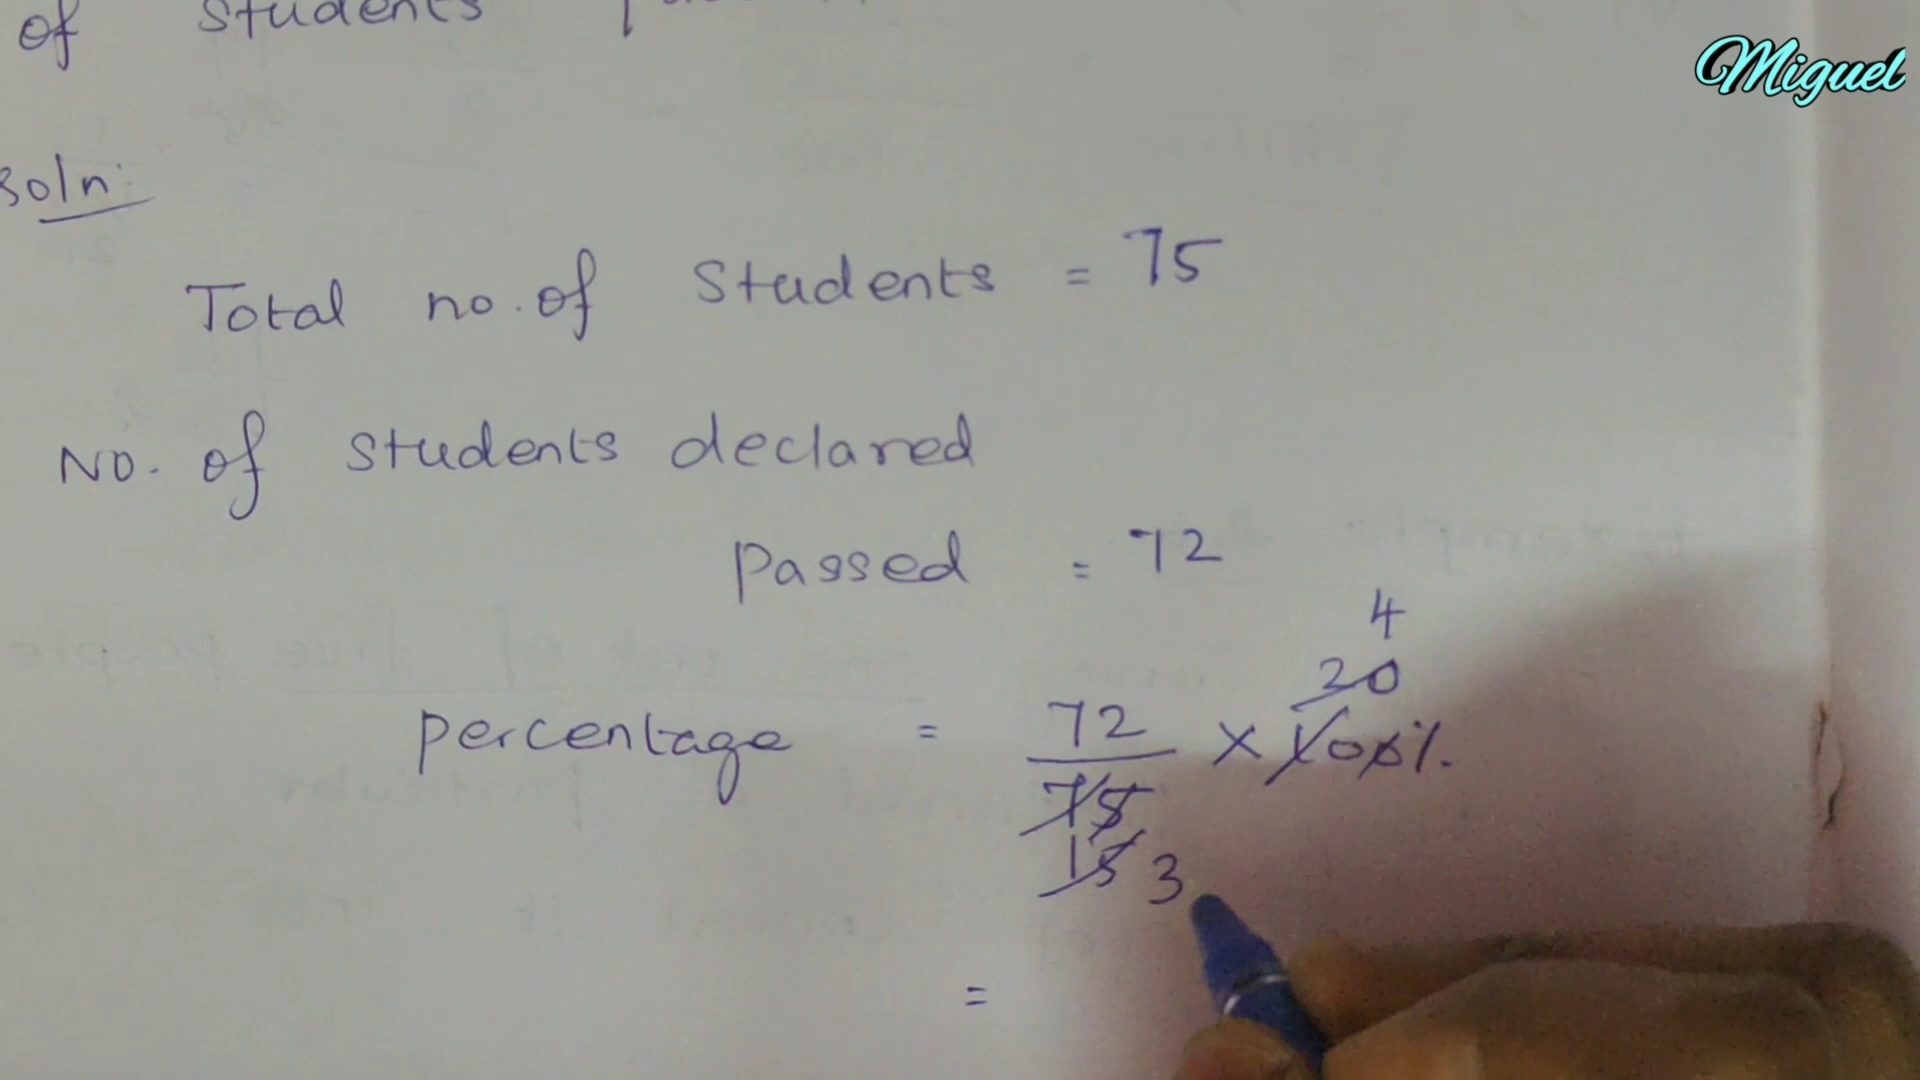 of students
Miguel
Soln:
Total no. of Students = 75
No. of students declared
Passed = 72
4
20
Percentage = 72 × 100%.
75
15 3
=